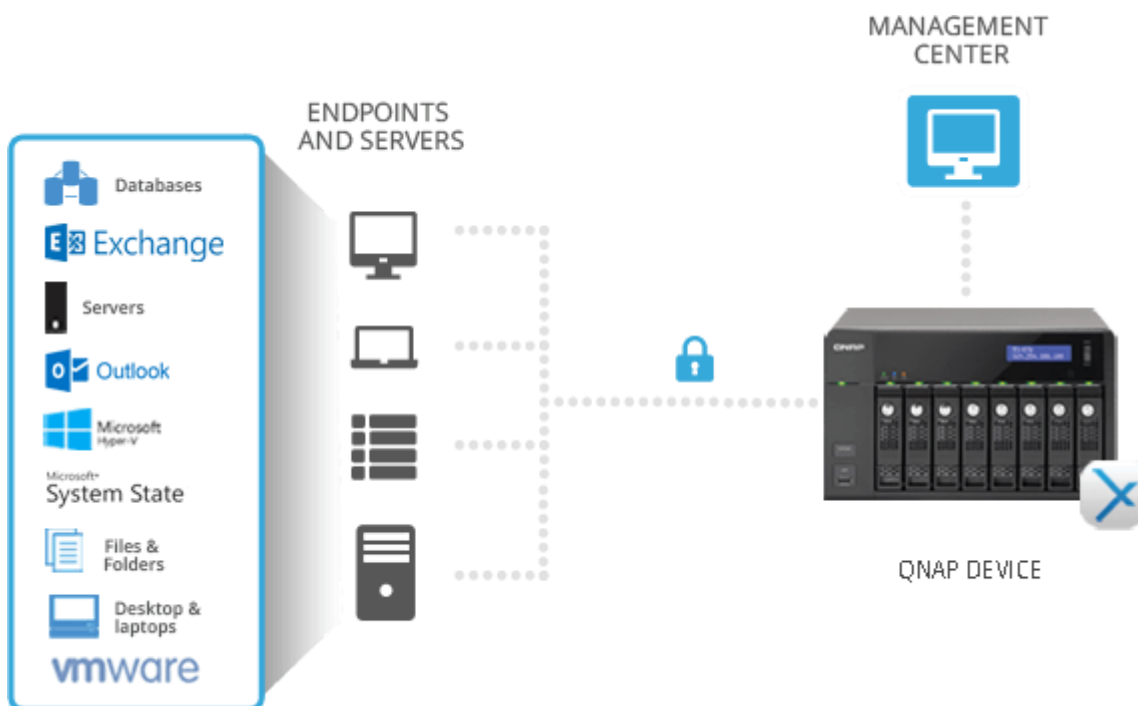 MANAGEMENT
CENTER
ENDPOINTS
AND SERVERS
Databases
E Exchange
Servers
O Outlook
Microsoft
Hyper-V
Microsoft*
System State
Files &
Folders
Desktop &
laptops
vmware
QNAP
QNAP DEVICE